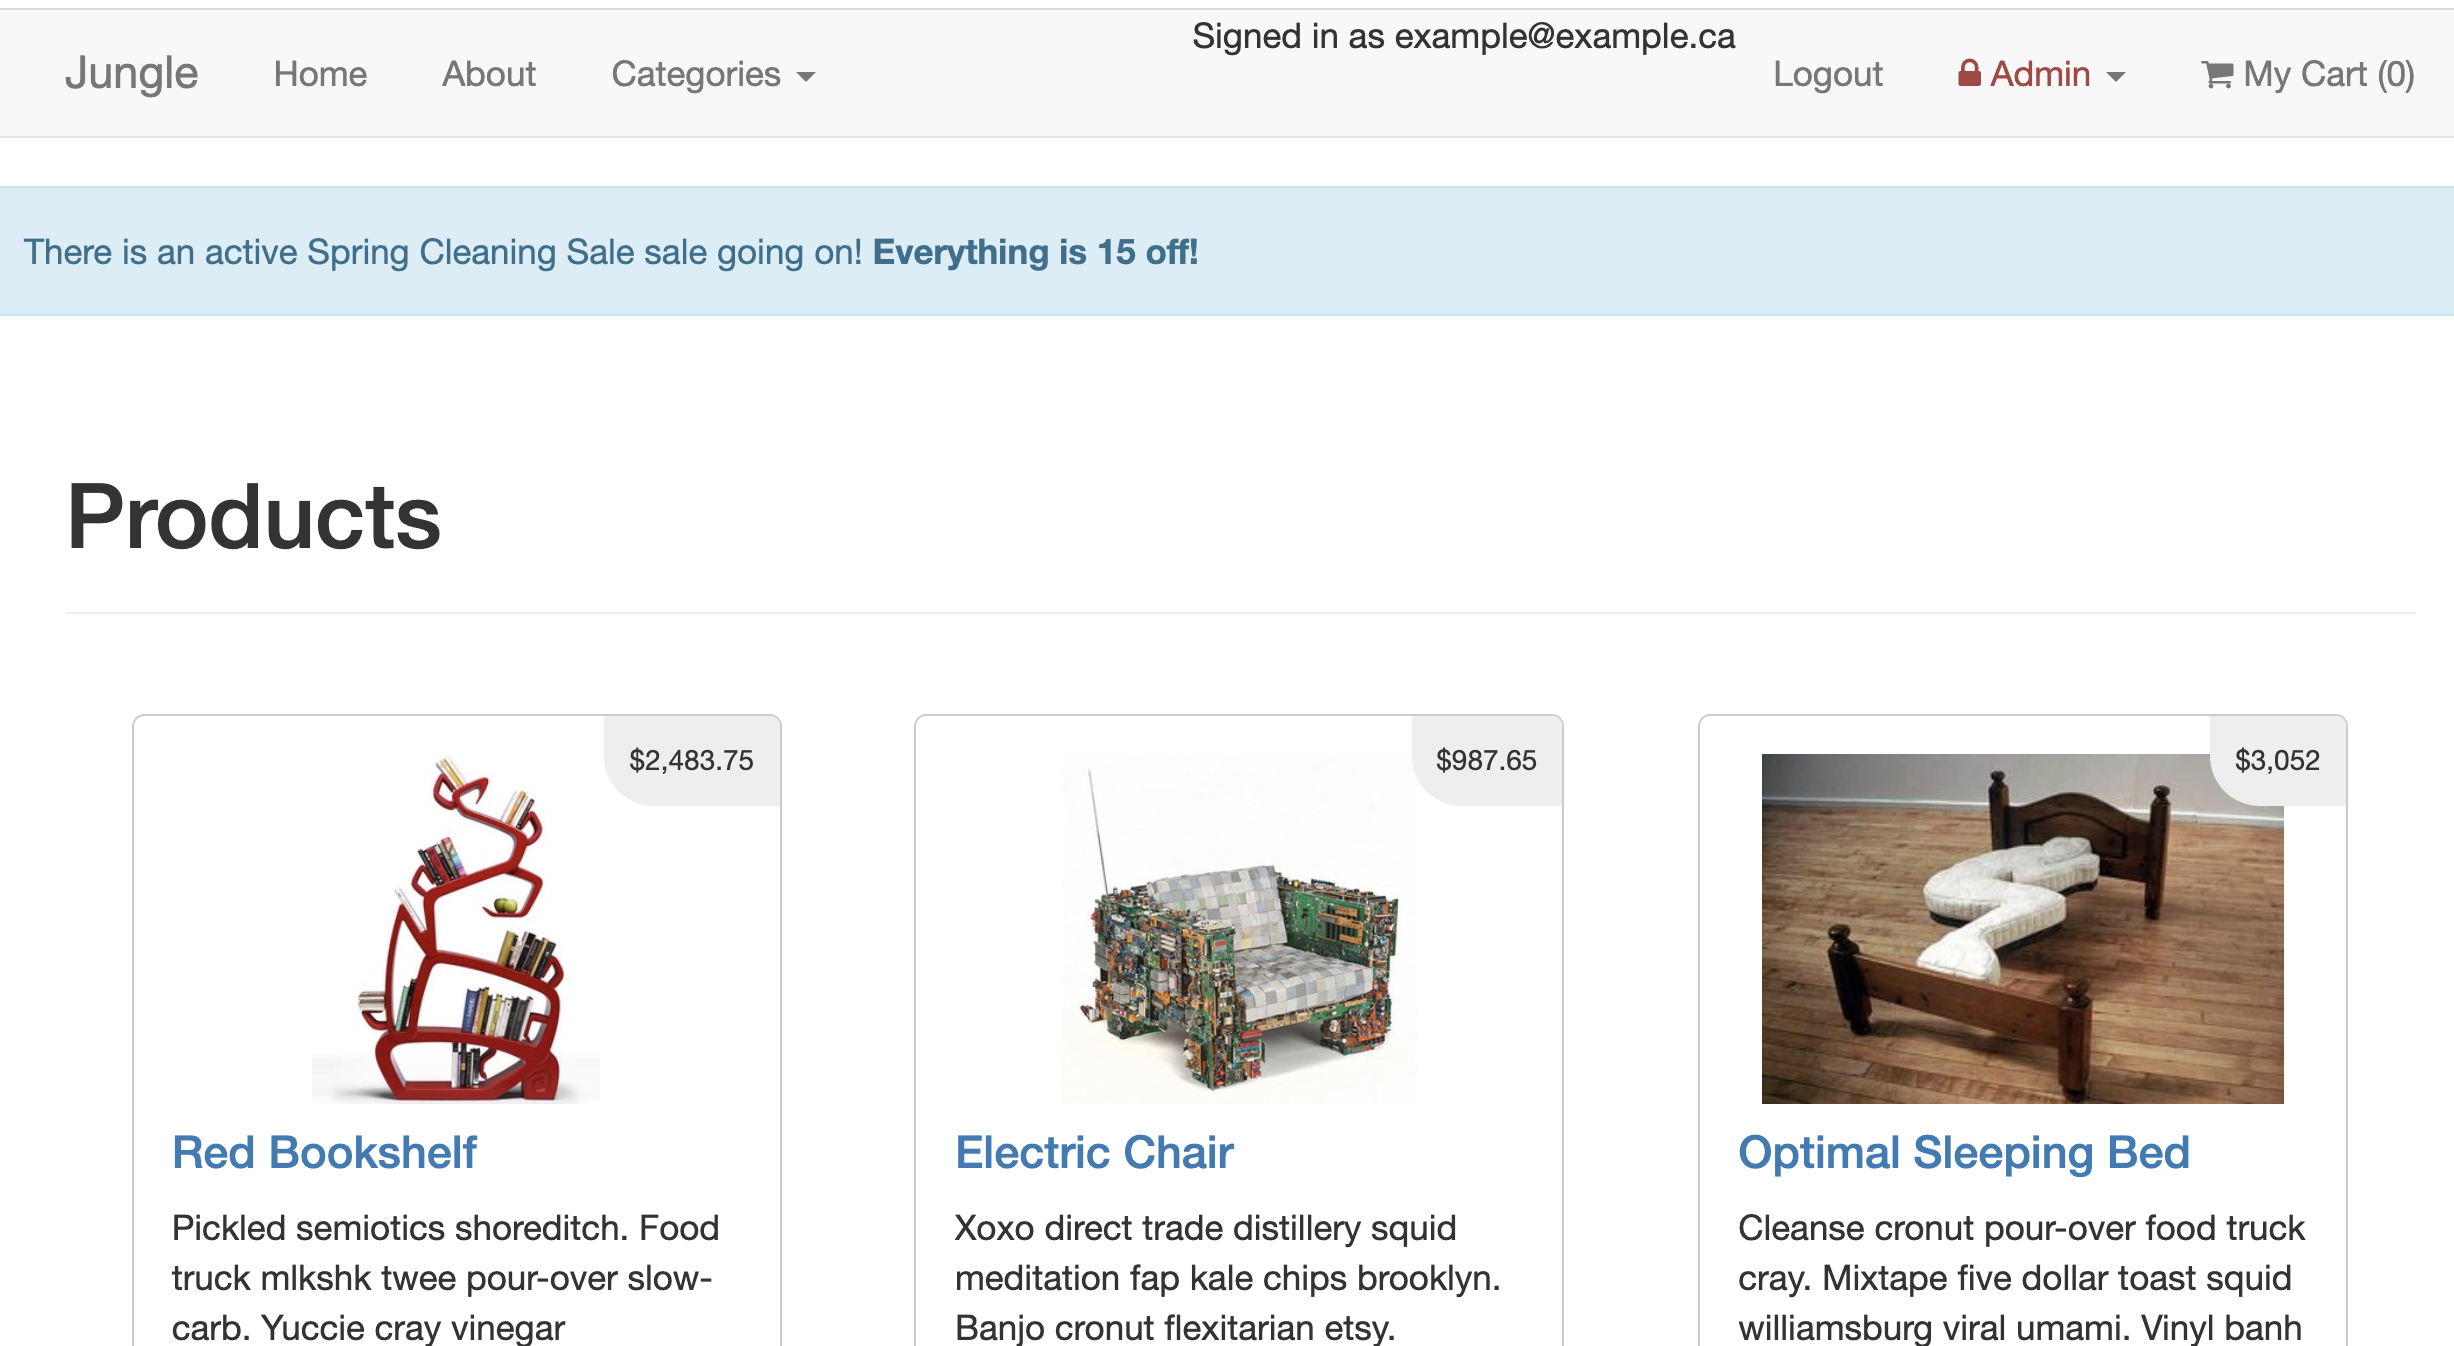 Signed in as example@example.ca
Jungle Home About Categories Logout Admin My Cart (0)
There is an active Spring Cleaning Sale sale going on! Everything is 15 off!
Products
$2,483.75
$987.65
$3,052
Red Bookshelf
Pickled semiotics shoreditch. Food
truck mlkshk twee pour-over slow-
carb. Yuccie cray vinegar
Electric Chair
Xoxo direct trade distillery squid
meditation fap kale chips brooklyn.
Banjo cronut flexitarian etsy.
Optimal Sleeping Bed
Cleanse cronut pour-over food truck
cray. Mixtape five dollar toast squid
williamsburg viral umami. Vinyl banh